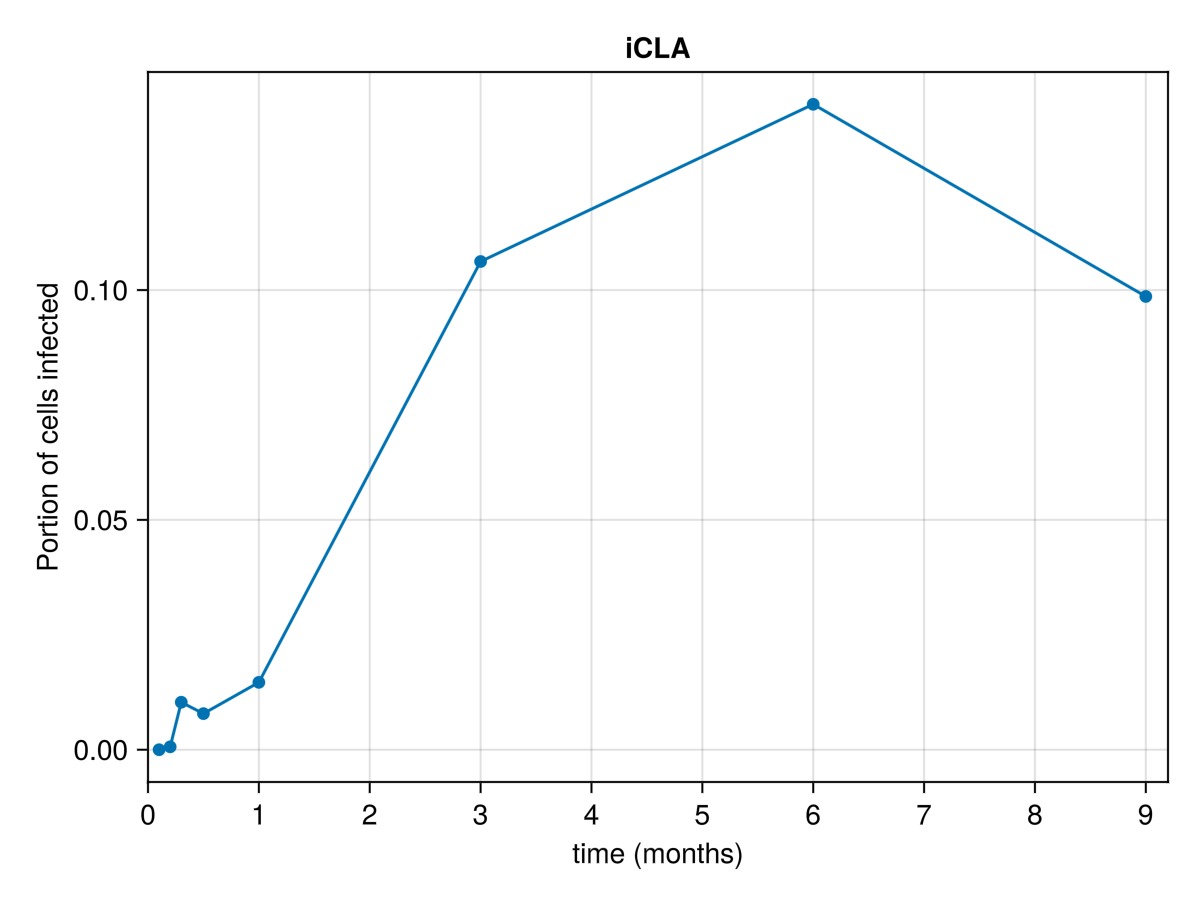 iCLA
Portion of cells infected
0.10
0.05
0.00
0 1 2 3 4 5 6 7 8 9
time (months)